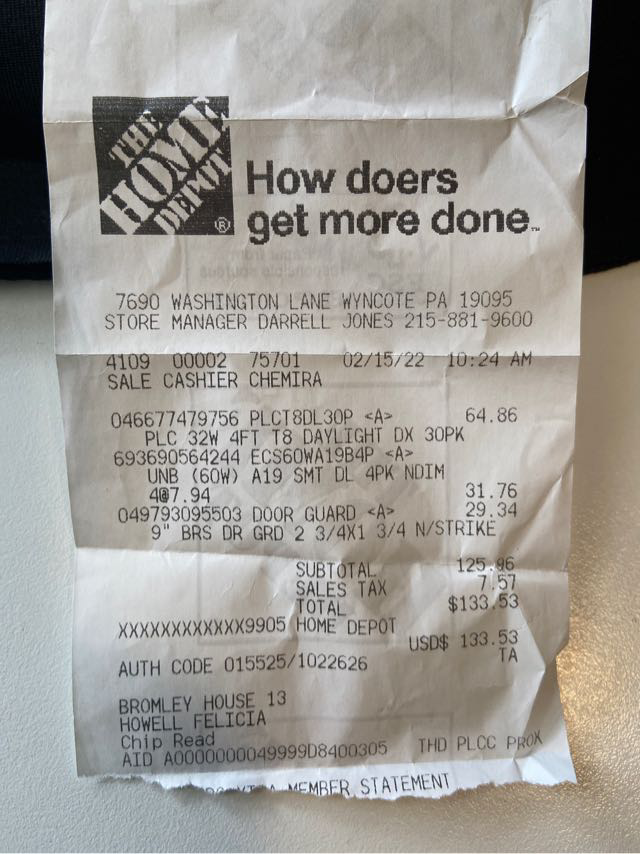 THE
HOME
DEPOT
®
How doers
get more done™
7690 WASHINGTON LANE WYNCOTE PA 19095
STORE MANAGER DARRELL JONES 215-881-9600
4109 00002 75701 02/15/22 10:24 AM
SALE CASHIER CHEMIRA
046677479756 PLCT8DL30P <A> 64.86
PLC 32W 4FT T8 DAYLIGHT DX 30PK
693690564244 ECS60WA19B4P <A>
UNB (60W) A19 SMT DL 4PK NDIM
4@7.94 31.76
049793095503 DOOR GUARD <A> 29.34
9" BRS DR GRD 2 3/4X1 3/4 N/STRIKE
SUBTOTAL 125.96
SALES TAX 7.57
TOTAL $133.53
XXXXXXXXXXXX9905 HOME DEPOT
USD$ 133.53
AUTH CODE 015525/1022626 TA
BROMLEY HOUSE 13
HOWELL FELICIA
Chip Read
AID A0000000049999D8400305 THD PLCC PROX
MEMBER STATEMENT